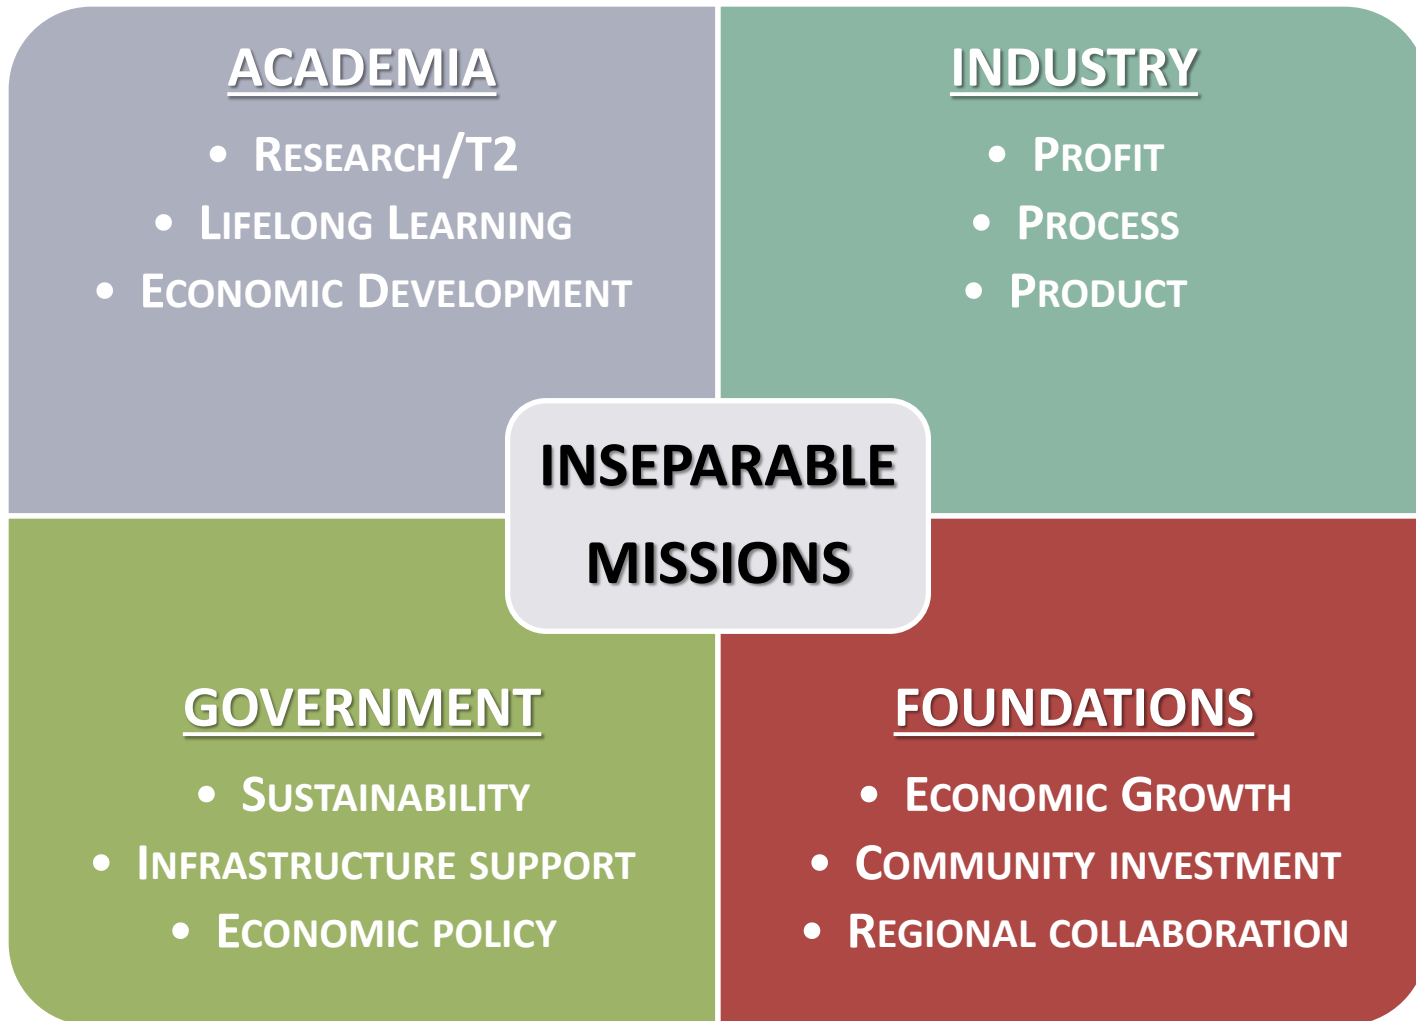 ACADEMIA
• Research/T2
• Lifelong Learning
• Economic Development
INDUSTRY
• Profit
• Process
• Product
INSEPARABLE
MISSIONS
GOVERNMENT
• Sustainability
• Infrastructure support
• Economic policy
FOUNDATIONS
• Economic Growth
• Community investment
• Regional collaboration